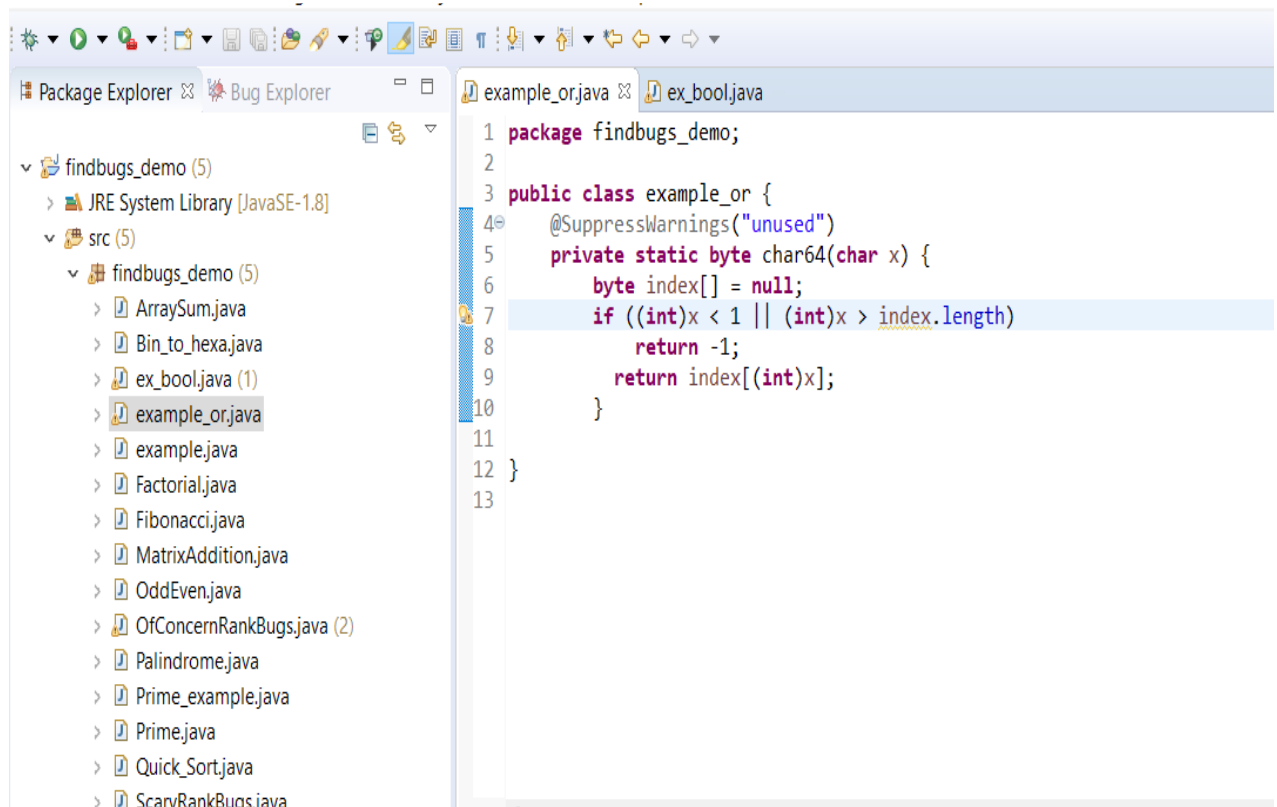 Package Explorer Bug Explorer
findbugs_demo (5)
JRE System Library [JavaSE-1.8]
src (5)
findbugs_demo (5)
ArraySum.java
Bin_to_hexa.java
ex_bool.java (1)
example_or.java
example.java
Factorial.java
Fibonacci.java
MatrixAddition.java
OddEven.java
OfConcernRankBugs.java (2)
Palindrome.java
Prime_example.java
Prime.java
Quick_Sort.java
ScaryRankBugs.java
example_or.java ex_bool.java
1 package findbugs_demo;
2
3 public class example_or {
4 @SuppressWarnings("unused")
5 private static byte char64(char x) {
6 byte index[] = null;
7 if ((int)x < 1 || (int)x > index.length)
8 return -1;
9 return index[(int)x];
10 }
11
12 }
13